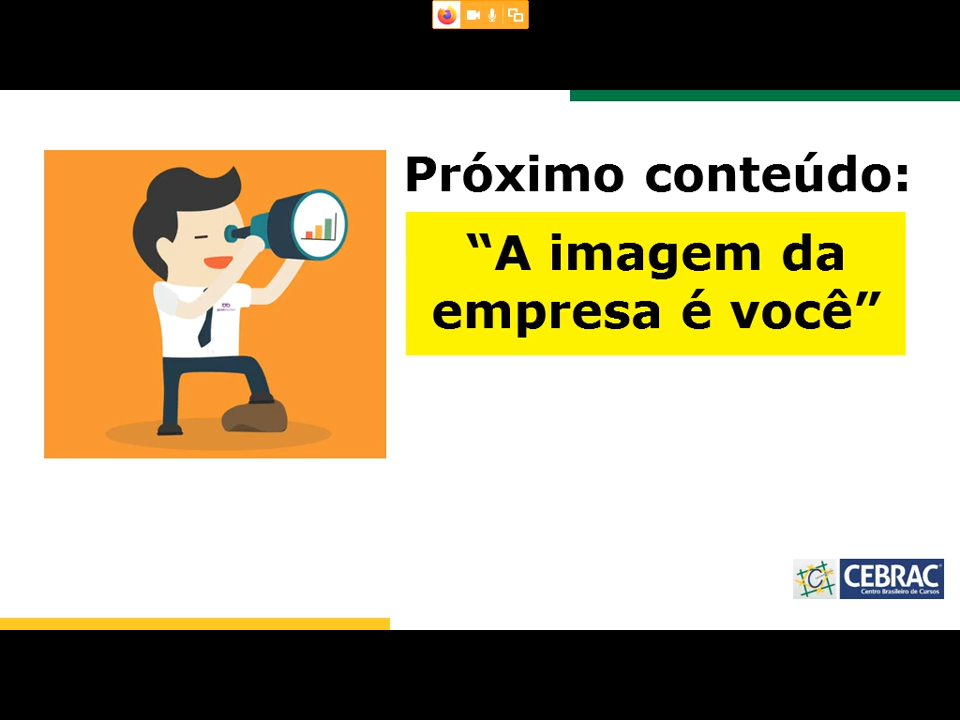 Próximo conteúdo:
“A imagem da
empresa é você”
CEBRAC
Centro Brasileiro de Cursos